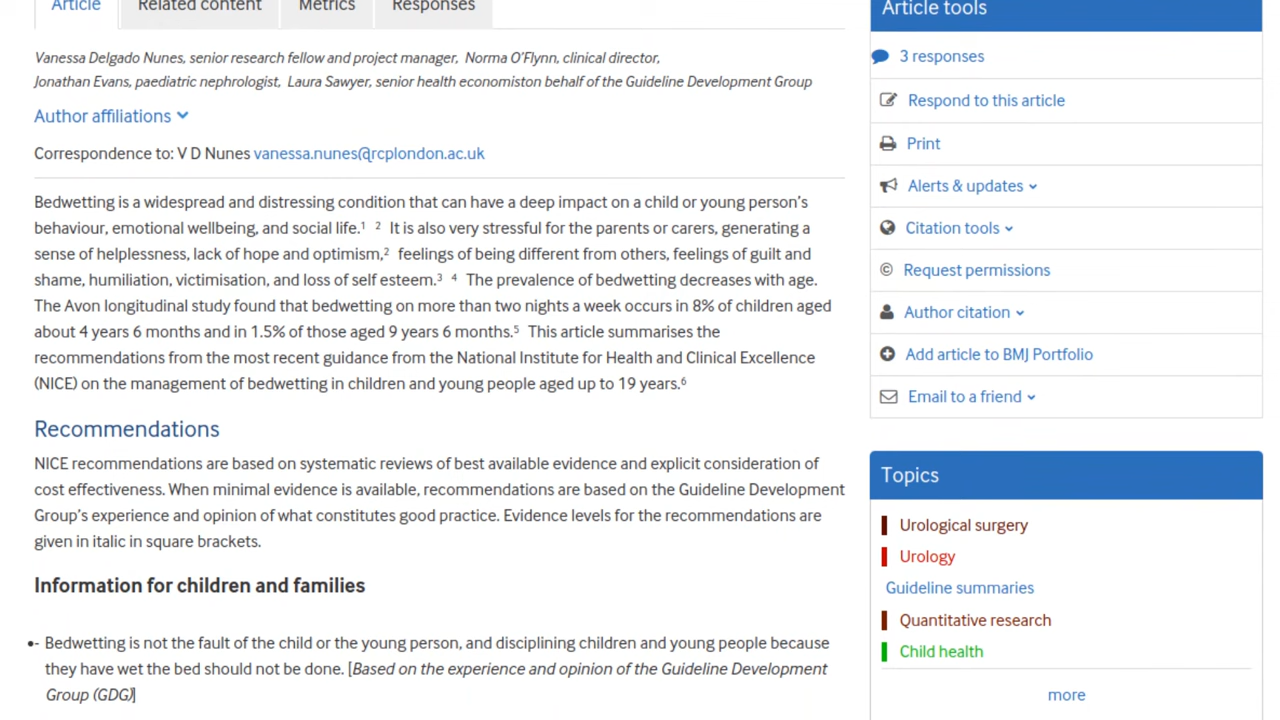 Article
Related content
Metrics
Responses
Vanessa Delgado Nunes, senior research fellow and project manager, Norma O’Flynn, clinical director,
Jonathan Evans, paediatric nephrologist, Laura Sawyer, senior health economiston behalf of the Guideline Development Group
Author affiliations
Correspondence to: V D Nunes vanessa.nunes@rcplondon.ac.uk
Bedwetting is a widespread and distressing condition that can have a deep impact on a child or young person’s
behaviour, emotional wellbeing, and social life.1 2 It is also very stressful for the parents or carers, generating a
sense of helplessness, lack of hope and optimism,2 feelings of being different from others, feelings of guilt and
shame, humiliation, victimisation, and loss of self esteem.3 4 The prevalence of bedwetting decreases with age.
The Avon longitudinal study found that bedwetting on more than two nights a week occurs in 8% of children aged
about 4 years 6 months and in 1.5% of those aged 9 years 6 months.5 This article summarises the
recommendations from the most recent guidance from the National Institute for Health and Clinical Excellence
(NICE) on the management of bedwetting in children and young people aged up to 19 years.6
Recommendations
NICE recommendations are based on systematic reviews of best available evidence and explicit consideration of
cost effectiveness. When minimal evidence is available, recommendations are based on the Guideline Development
Group’s experience and opinion of what constitutes good practice. Evidence levels for the recommendations are
given in italic in square brackets.
Information for children and families
•- Bedwetting is not the fault of the child or the young person, and disciplining children and young people because
they have wet the bed should not be done. [Based on the experience and opinion of the Guideline Development
Group (GDG)]
Article tools
3 responses
Respond to this article
Print
Alerts & updates
Citation tools
© Request permissions
Author citation
Add article to BMJ Portfolio
Email to a friend
Topics
Urological surgery
Urology
Guideline summaries
Quantitative research
Child health
more